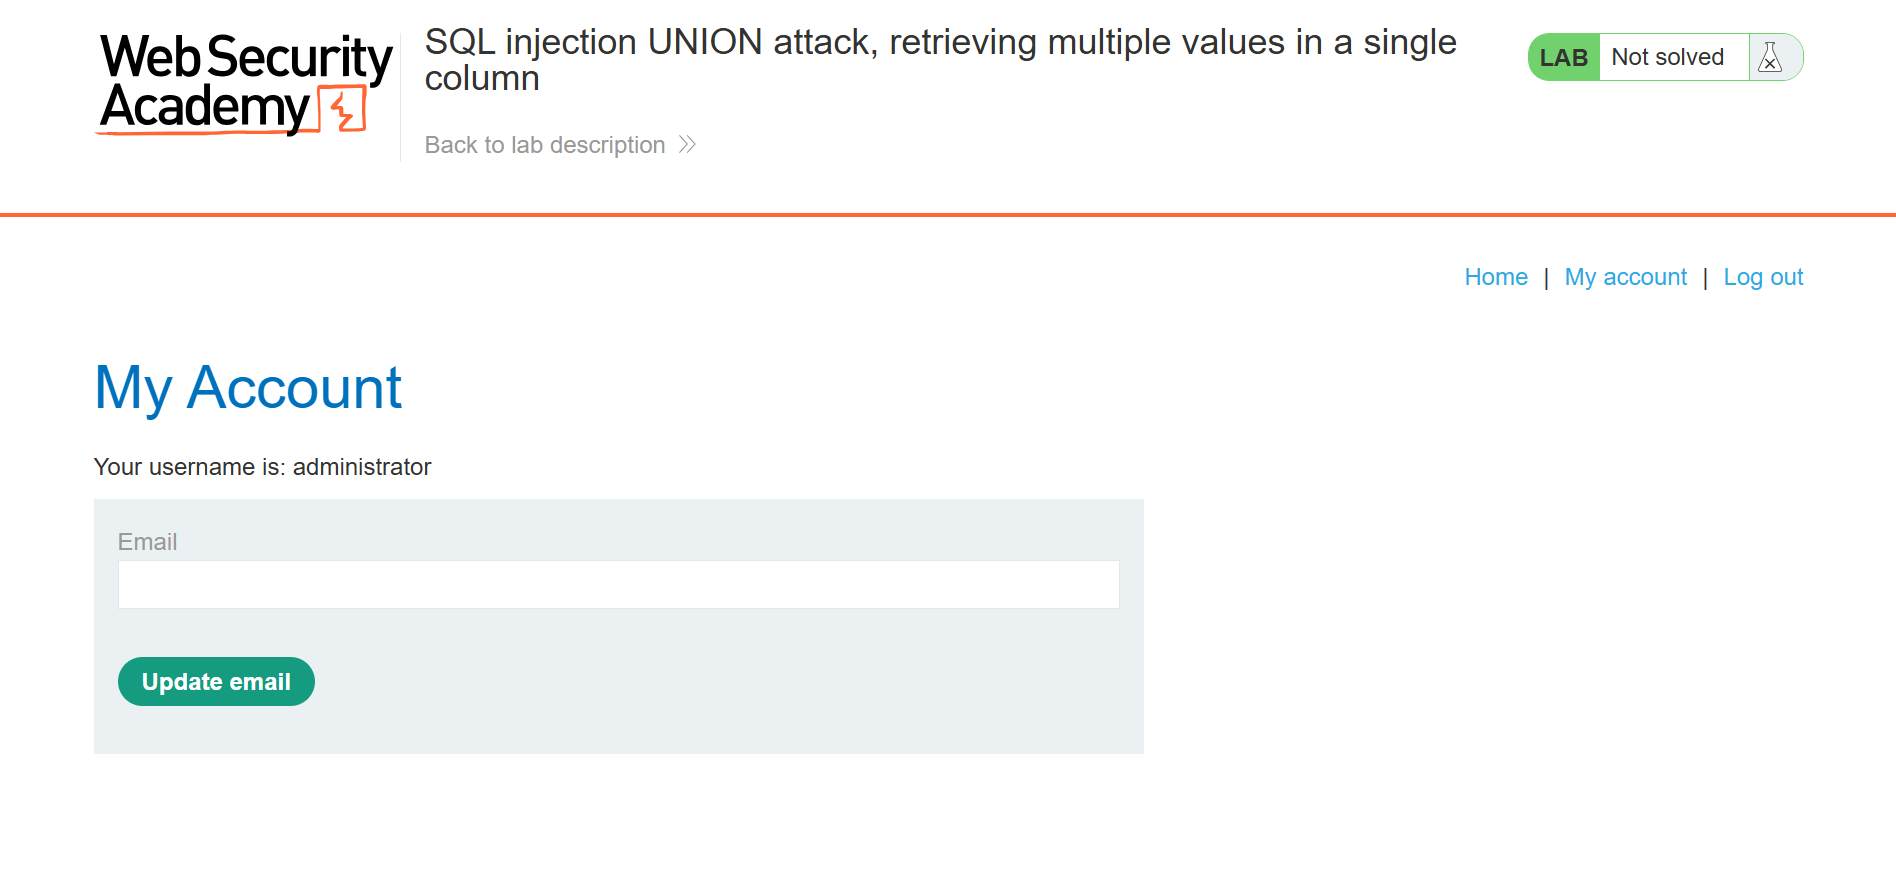 Web Security
Academy
SQL injection UNION attack, retrieving multiple values in a single
column
Back to lab description
LAB Not solved
Home | My account | Log out
My Account
Your username is: administrator
Email
Update email